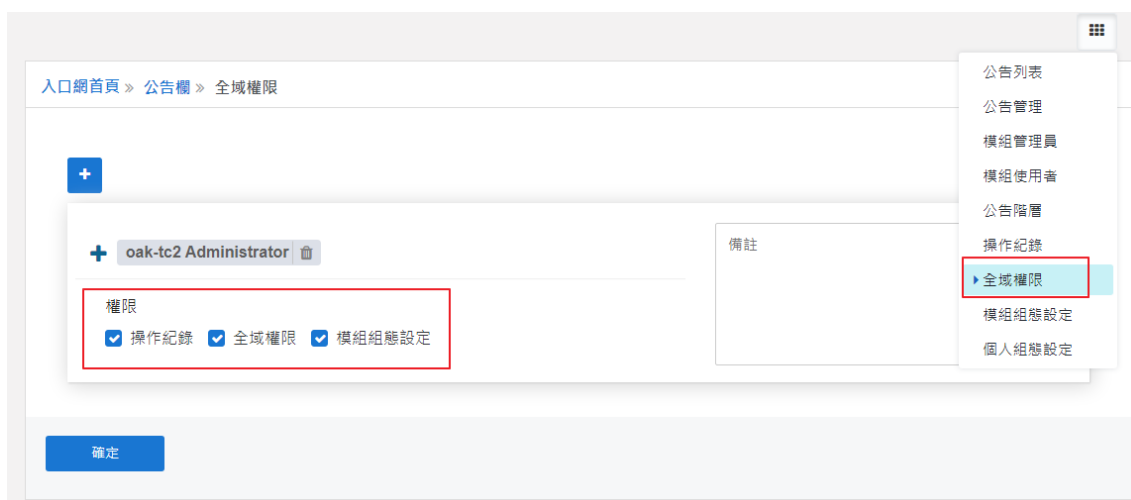 入口網首頁 » 公告欄 » 全域權限
oak-tc2 Administrator
權限
操作紀錄 全域權限 模組組態設定
備註
確定
公告列表
公告管理
模組管理員
模組使用者
公告階層
操作紀錄
全域權限
模組組態設定
個人組態設定